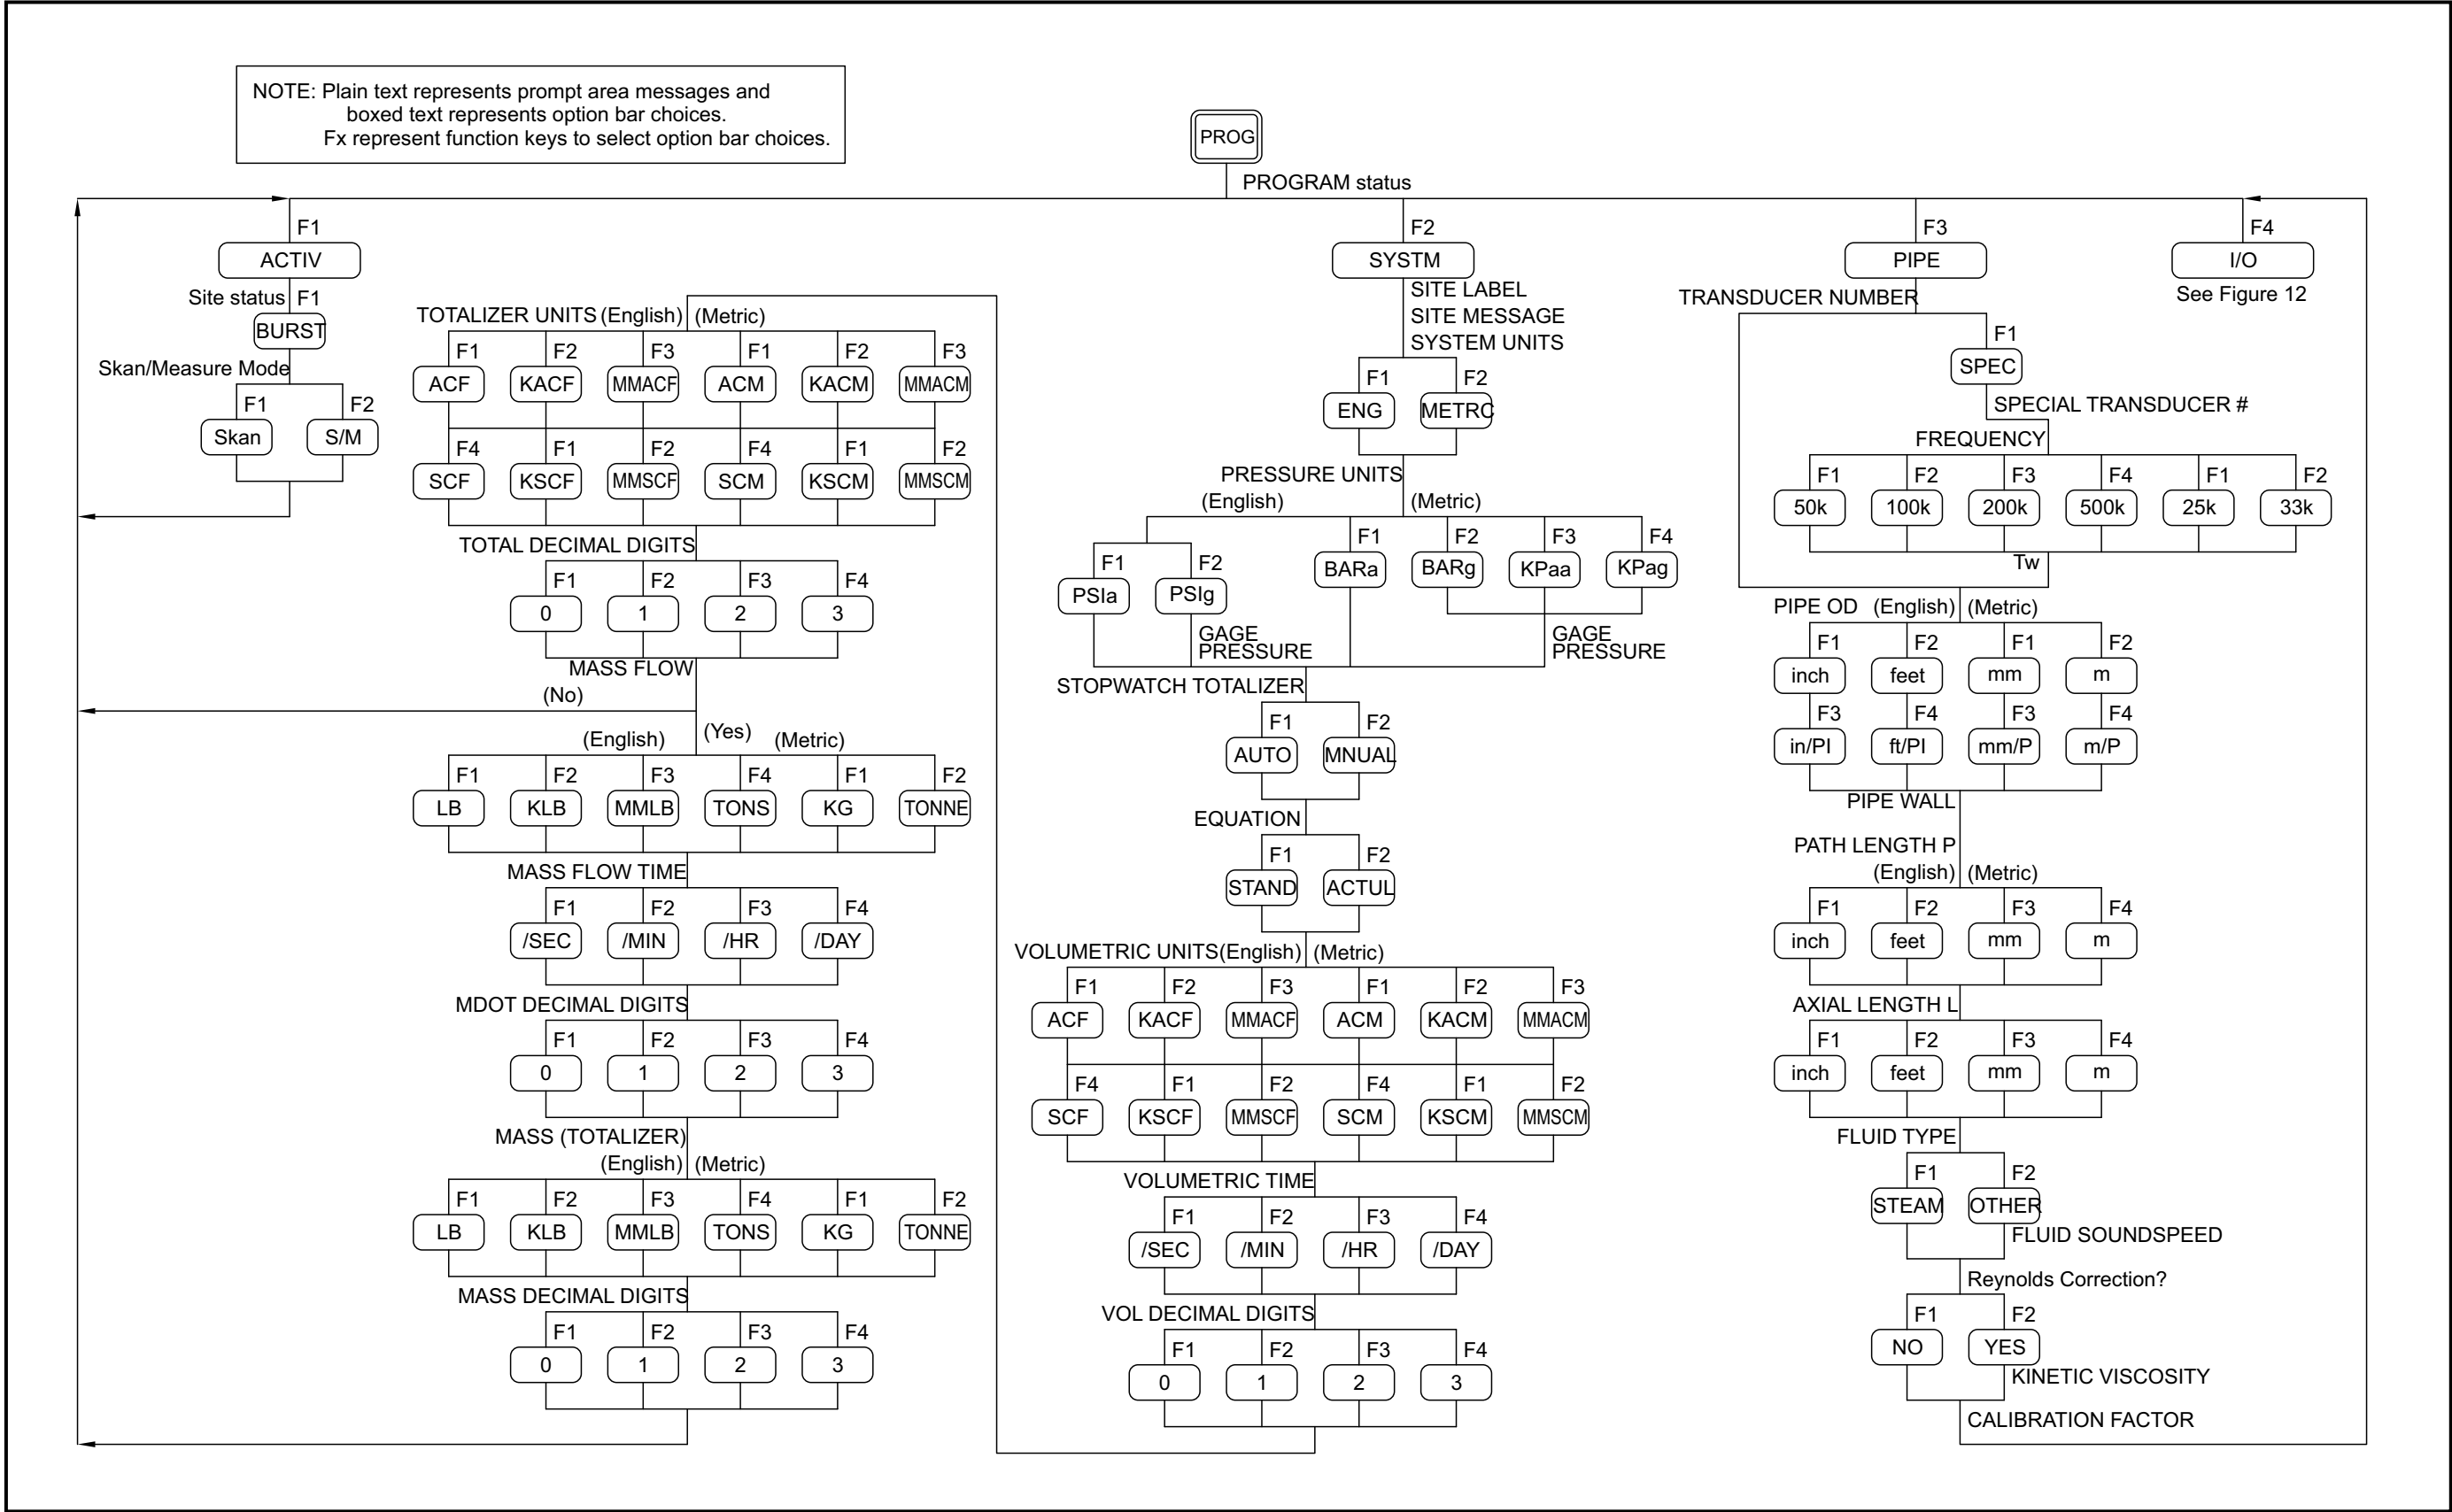 NOTE: Plain text represents prompt area messages and
boxed text represents option bar choices.
Fx represent function keys to select option bar choices.
PROG
PROGRAM status
F1
ACTIV
Site status
F1
BURST
Skan/Measure Mode
F1 F2
Skan S/M
TOTALIZER UNITS (English) (Metric)
F1 F2 F3 F1 F2 F3
ACF KACF MMACF ACM KACM MMACM
F4 F1 F2 F4 F1 F2
SCF KSCF MMSCF SCM KSCM MMSCM
TOTAL DECIMAL DIGITS
F1 F2 F3 F4
0 1 2 3
MASS FLOW
(No)
(Yes)
(English) (Metric)
F1 F2 F3 F4 F1 F2
LB KLB MMLB TONS KG TONNE
MASS FLOW TIME
F1 F2 F3 F4
/SEC /MIN /HR /DAY
MDOT DECIMAL DIGITS
F1 F2 F3 F4
0 1 2 3
MASS (TOTALIZER)
(English) (Metric)
F1 F2 F3 F4 F1 F2
LB KLB MMLB TONS KG TONNE
MASS DECIMAL DIGITS
F1 F2 F3 F4
0 1 2 3
F2
SYSTM
SITE LABEL
SITE MESSAGE
SYSTEM UNITS
F1 F2
ENG METRC
PRESSURE UNITS
(English) (Metric)
F1 F2 F1 F2 F3 F4
PSIa PSIg BARa BARg KPaa KPag
GAGE
PRESSURE
GAGE
PRESSURE
STOPWATCH TOTALIZER
F1 F2
AUTO MNUAL
EQUATION
F1 F2
STAND ACTUL
VOLUMETRIC UNITS(English) (Metric)
F1 F2 F3 F1 F2 F3
ACF KACF MMACF ACM KACM MMACM
F4 F1 F2 F4 F1 F2
SCF KSCF MMSCF SCM KSCM MMSCM
VOLUMETRIC TIME
F1 F2 F3 F4
/SEC /MIN /HR /DAY
VOL DECIMAL DIGITS
F1 F2 F3 F4
0 1 2 3
F3
PIPE
TRANSDUCER NUMBER
F1
SPEC
SPECIAL TRANSDUCER #
FREQUENCY
F1 F2 F3 F4 F1 F2
50k 100k 200k 500k 25k 33k
Tw
PIPE OD (English) (Metric)
F1 F2 F1 F2
inch feet mm m
F3 F4 F3 F4
in/PI ft/PI mm/P m/P
PIPE WALL
PATH LENGTH P
(English) (Metric)
F1 F2 F3 F4
inch feet mm m
AXIAL LENGTH L
F1 F2 F3 F4
inch feet mm m
FLUID TYPE
F1 F2
STEAM OTHER
FLUID SOUNDSPEED
Reynolds Correction?
F1 F2
NO YES
KINETIC VISCOSITY
CALIBRATION FACTOR
F4
I/O
See Figure 12